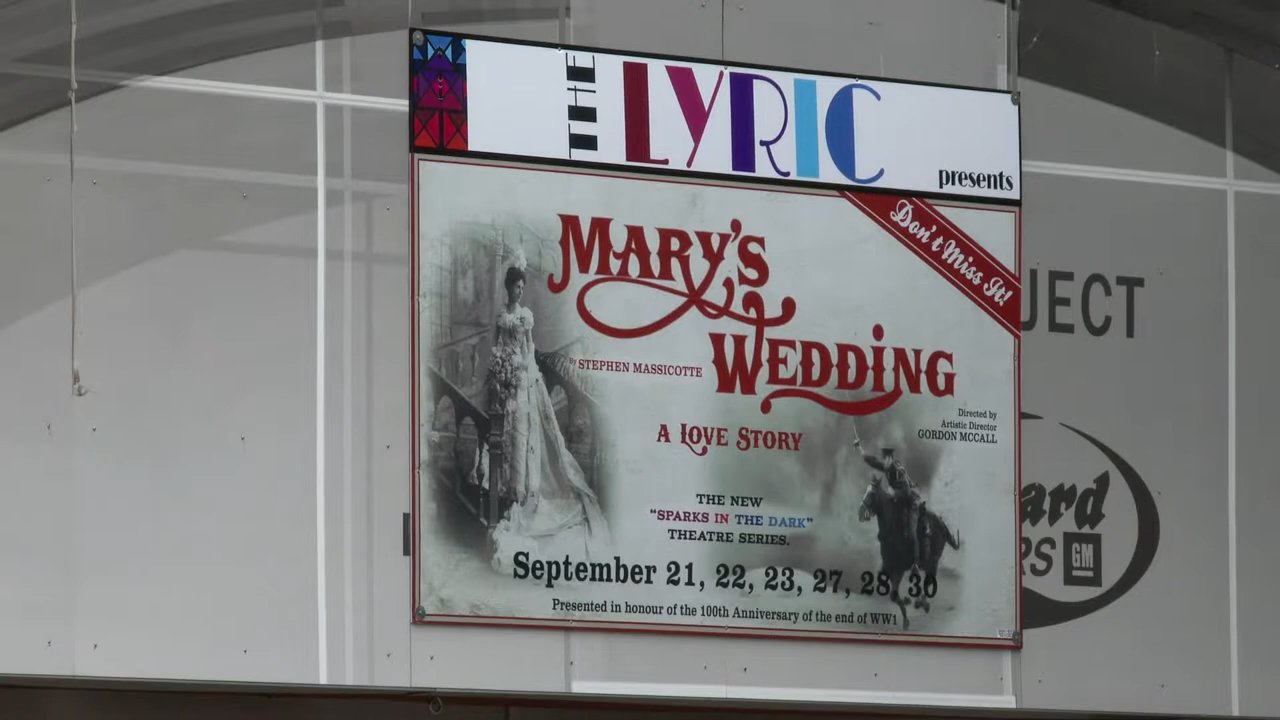 THE LYRIC
presents
Don't Miss It!
MARY'S
WEDDING
By STEPHEN MASSICOTTE
Directed by
Artistic Director
GORDON MCCALL
A LOVE STORY
THE NEW
"SPARKS IN THE DARK"
THEATRE SERIES.
September 21, 22, 23, 27, 28, 30
Presented in honour of the 100th Anniversary of the end of WW1
JECT
ard
RS
GM